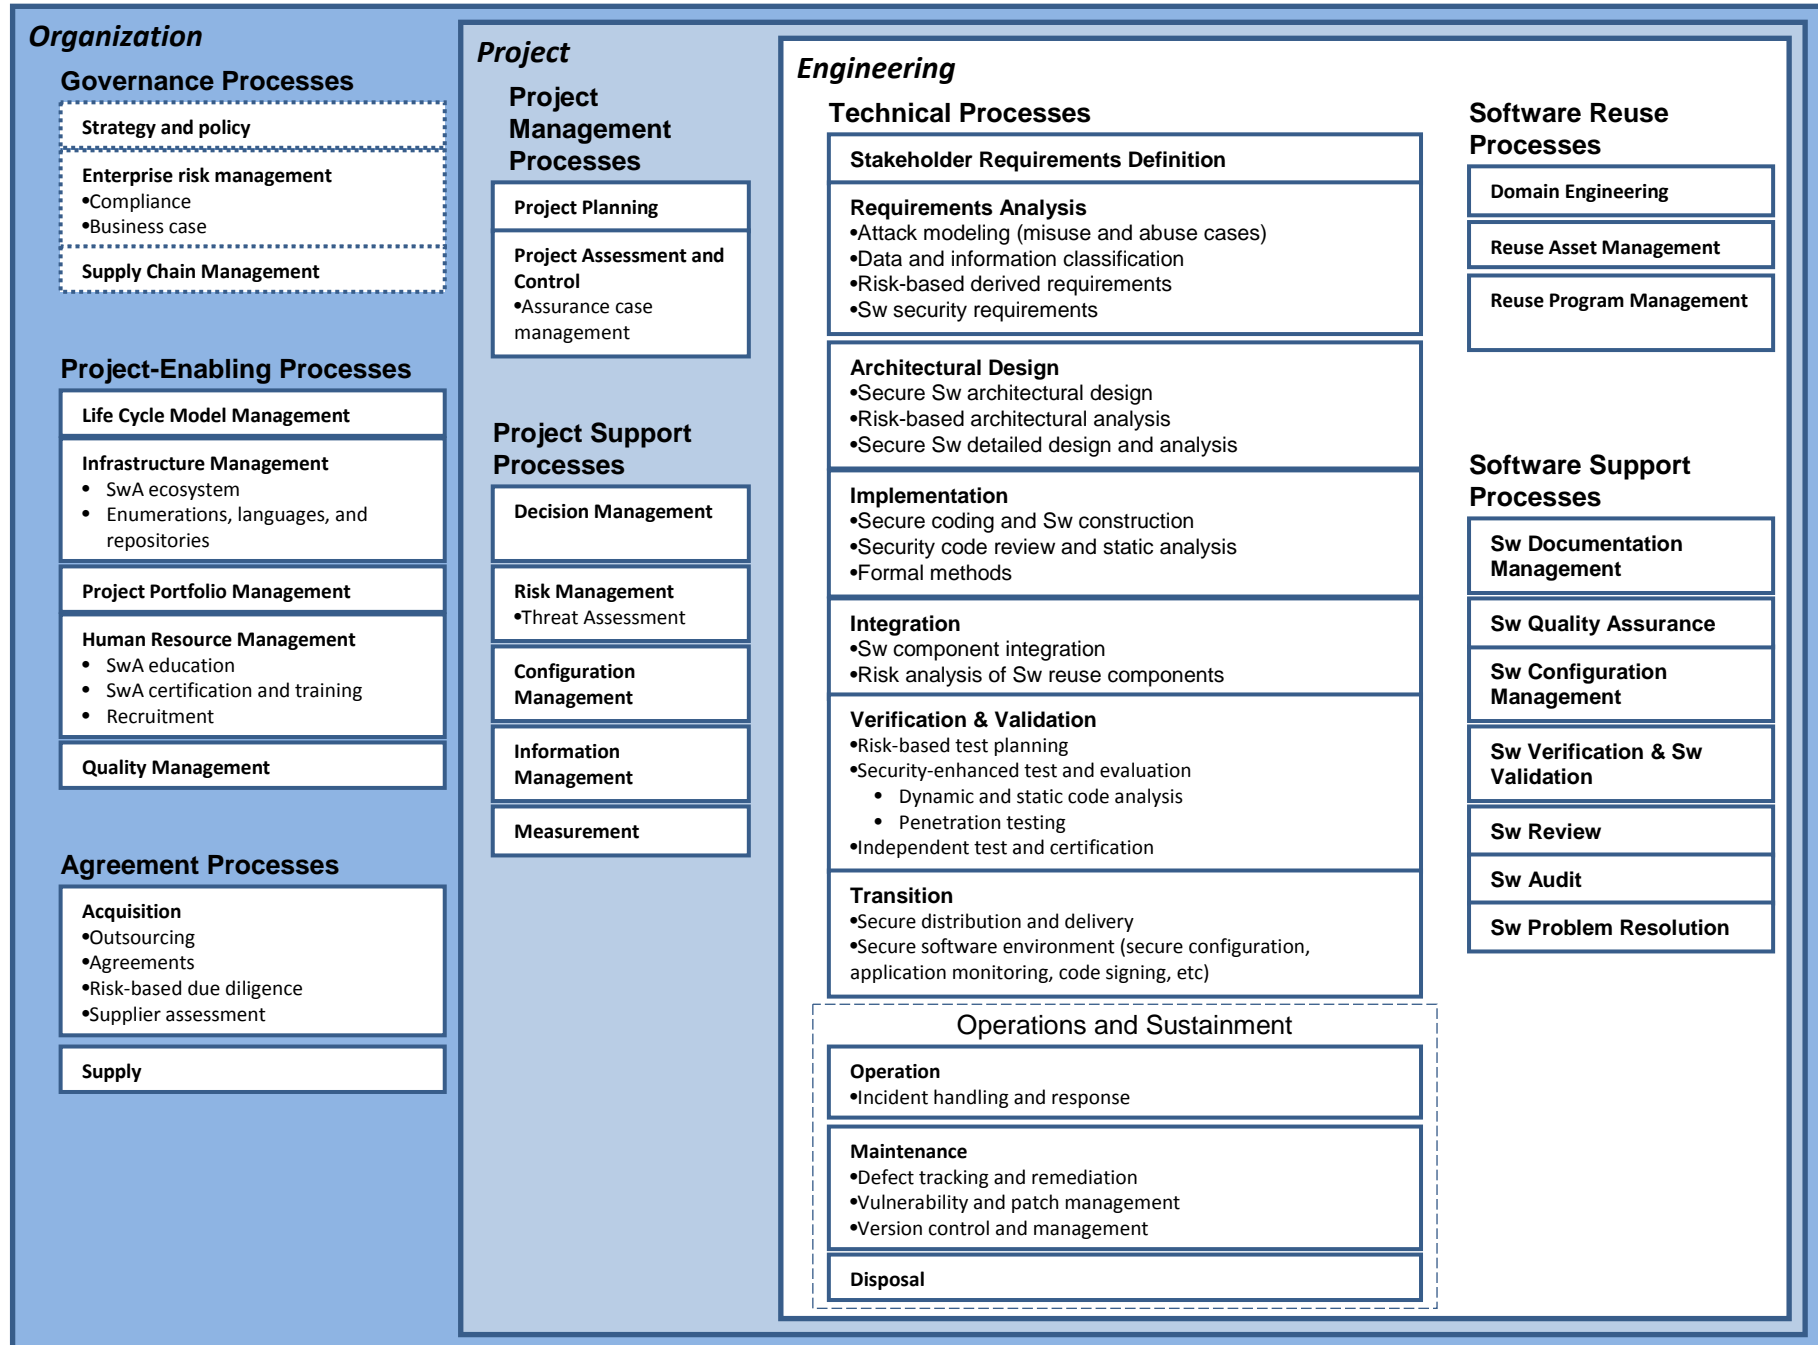 Organization
Governance Processes
Strategy and policy
Enterprise risk management
•Compliance
•Business case
Supply Chain Management
Project-Enabling Processes
Life Cycle Model Management
Infrastructure Management
• SwA ecosystem
• Enumerations, languages, and
repositories
Project Portfolio Management
Human Resource Management
• SwA education
• SwA certification and training
• Recruitment
Quality Management
Agreement Processes
Acquisition
•Outsourcing
•Agreements
•Risk-based due diligence
•Supplier assessment
Supply
Project
Project
Management
Processes
Project Planning
Project Assessment and
Control
•Assurance case
management
Project Support
Processes
Decision Management
Risk Management
•Threat Assessment
Configuration
Management
Information
Management
Measurement
Engineering
Technical Processes
Stakeholder Requirements Definition
Requirements Analysis
•Attack modeling (misuse and abuse cases)
•Data and information classification
•Risk-based derived requirements
•Sw security requirements
Architectural Design
•Secure Sw architectural design
•Risk-based architectural analysis
•Secure Sw detailed design and analysis
Implementation
•Secure coding and Sw construction
•Security code review and static analysis
•Formal methods
Integration
•Sw component integration
•Risk analysis of Sw reuse components
Verification & Validation
•Risk-based test planning
•Security-enhanced test and evaluation
• Dynamic and static code analysis
• Penetration testing
•Independent test and certification
Transition
•Secure distribution and delivery
•Secure software environment (secure configuration,
application monitoring, code signing, etc)
Operations and Sustainment
Operation
•Incident handling and response
Maintenance
•Defect tracking and remediation
•Vulnerability and patch management
•Version control and management
Disposal
Software Reuse
Processes
Domain Engineering
Reuse Asset Management
Reuse Program Management
Software Support
Processes
Sw Documentation
Management
Sw Quality Assurance
Sw Configuration
Management
Sw Verification & Sw
Validation
Sw Review
Sw Audit
Sw Problem Resolution